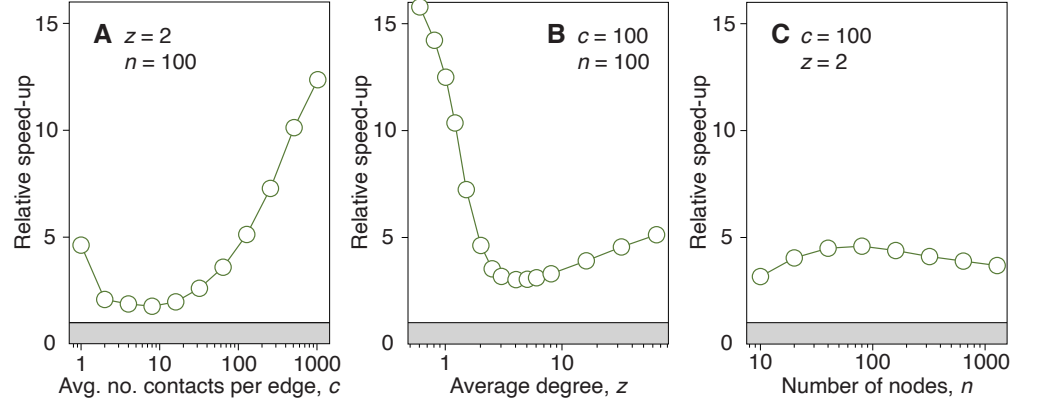 A z = 2
n = 100
15
10
5
0
Relative speed-up
1 10 100 1000
Avg. no. contacts per edge, c
B c = 100
n = 100
15
10
5
0
Relative speed-up
1 10
Average degree, z
C c = 100
z = 2
15
10
5
0
Relative speed-up
10 100 1000
Number of nodes, n